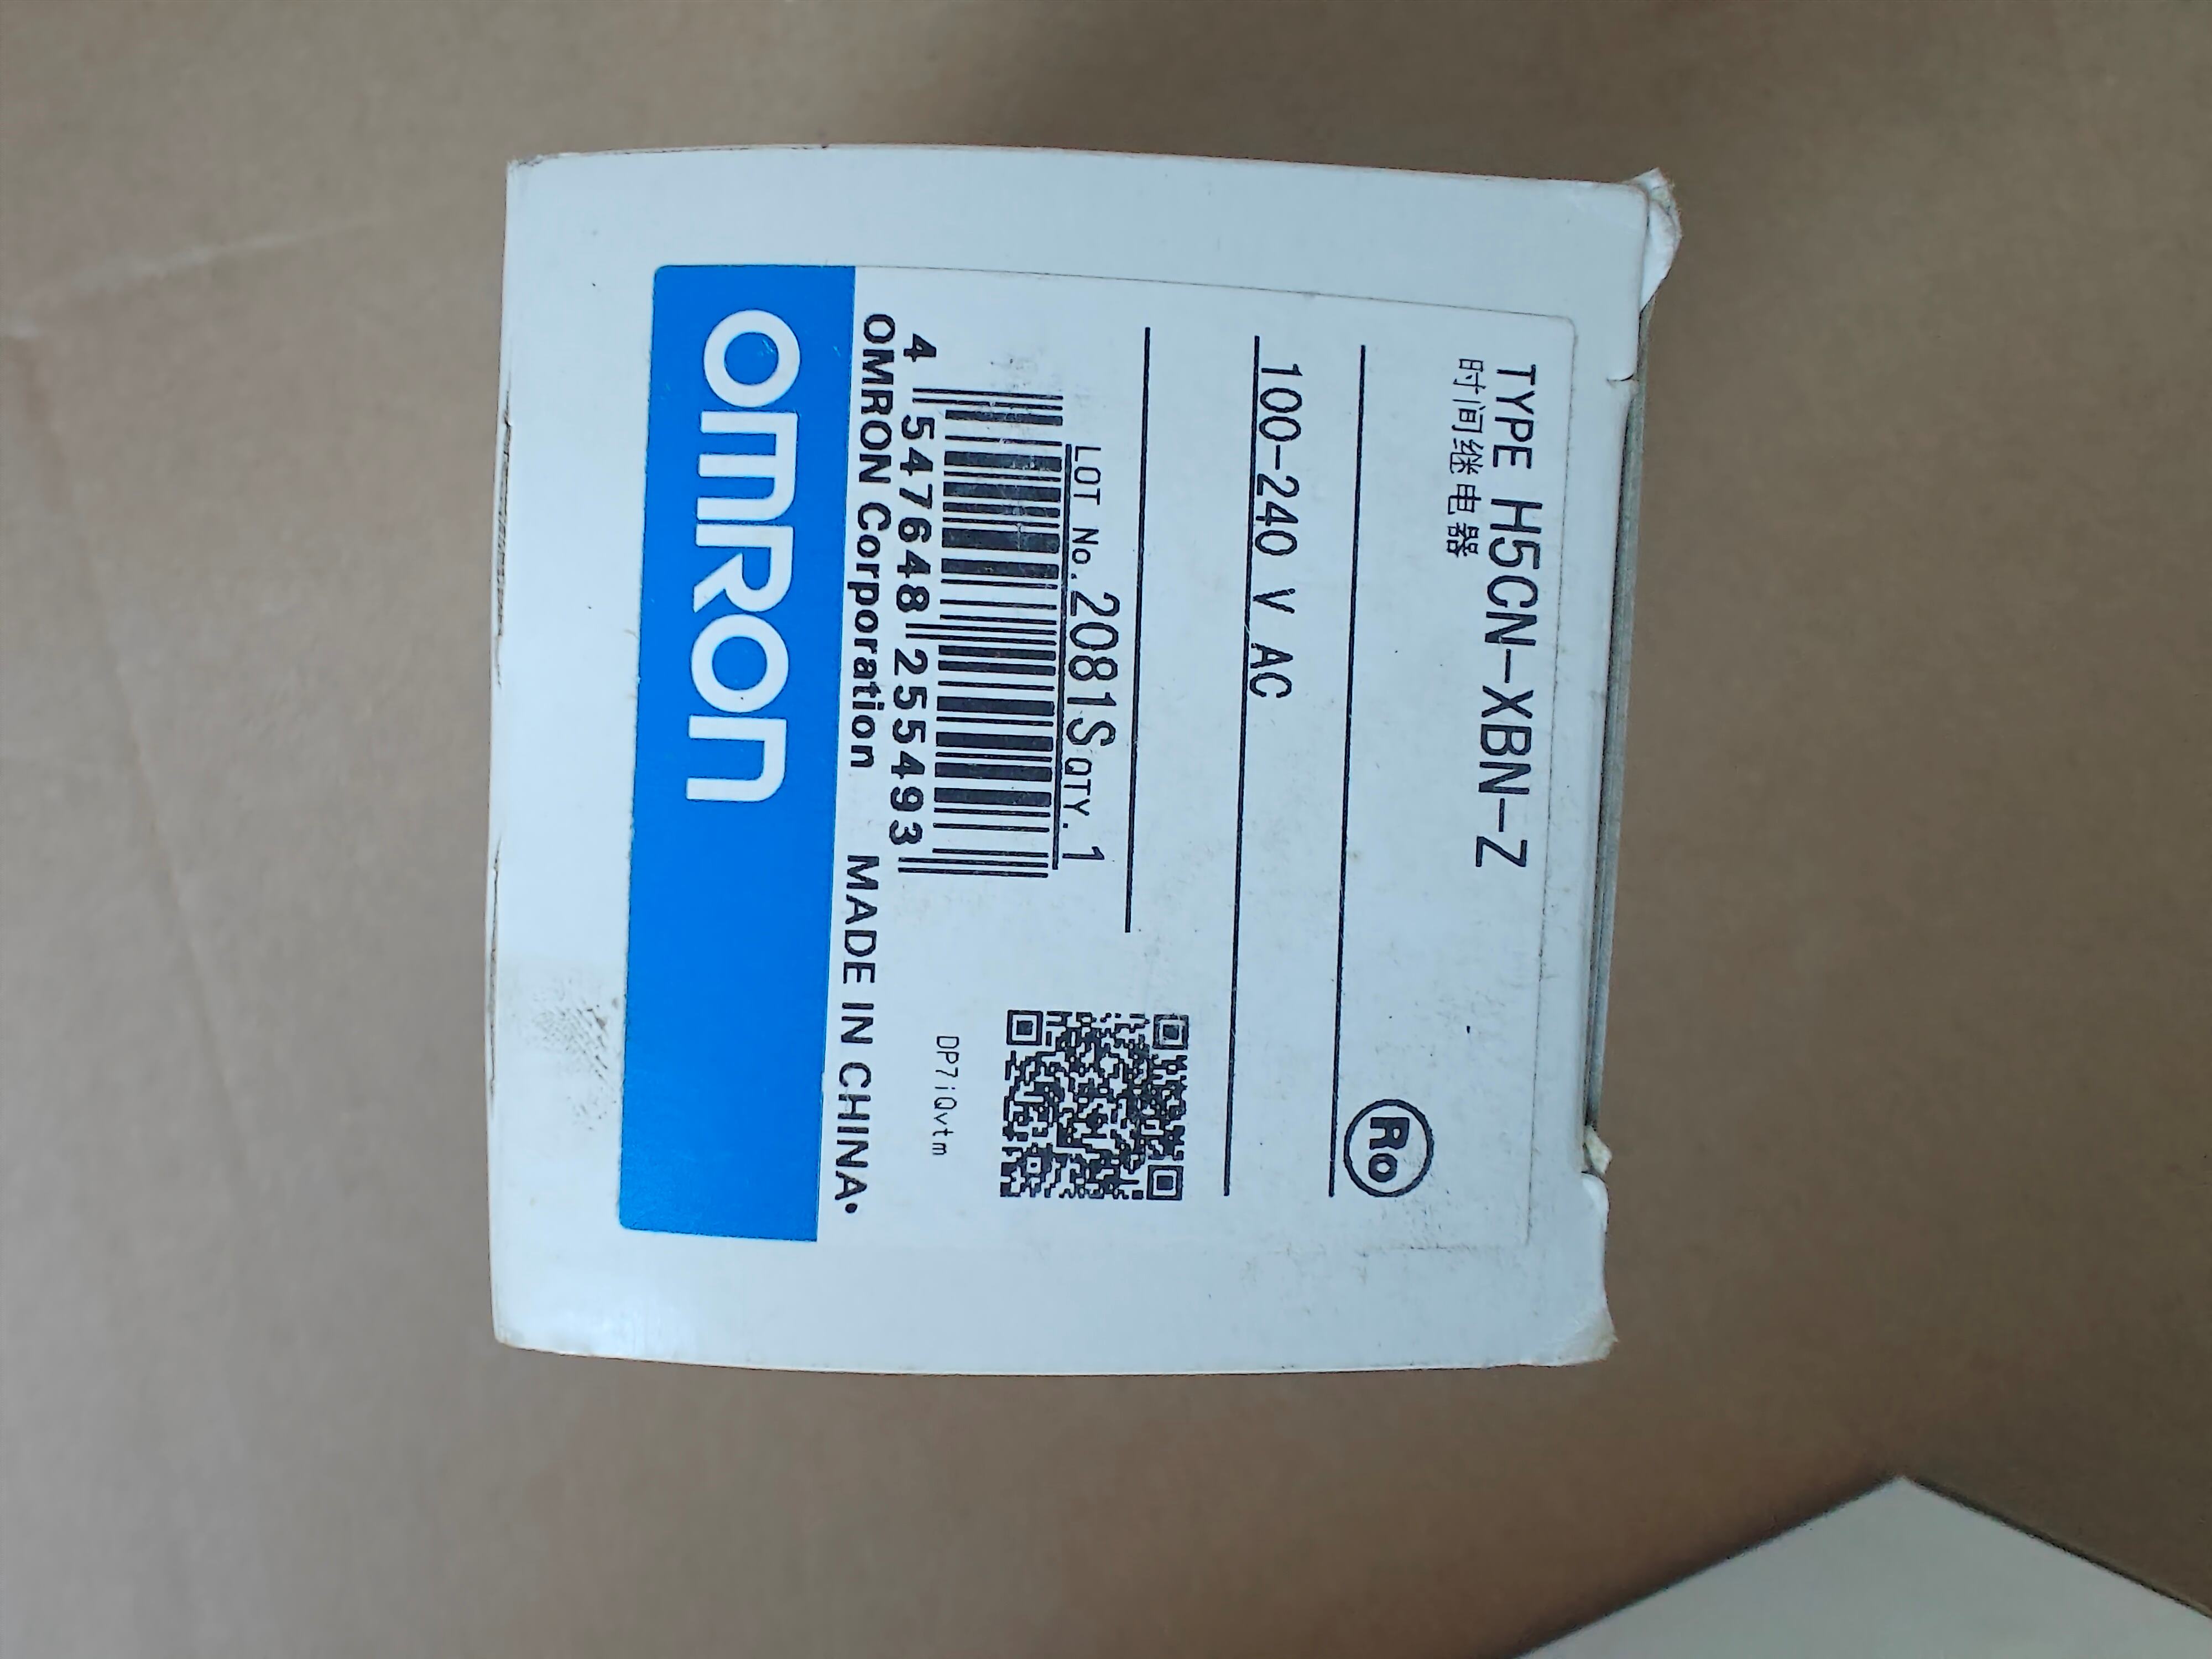 TYPE H5CN-XBN-Z
时间继电器
Ro
100-240 V AC
LOT No. 2081S QTY. 1
4 547648 255493
DP7iQvtm
OMRON Corporation MADE IN CHINA•
OMRON